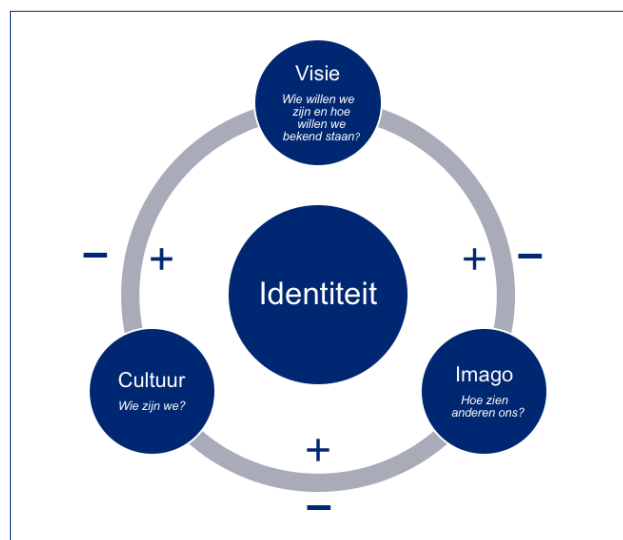 Visie
Wie willen we
zijn en hoe
willen we
bekend staan?
– +
+ –
Identiteit
Cultuur
Wie zijn we?
Imago
Hoe zien
anderen ons?
+
–